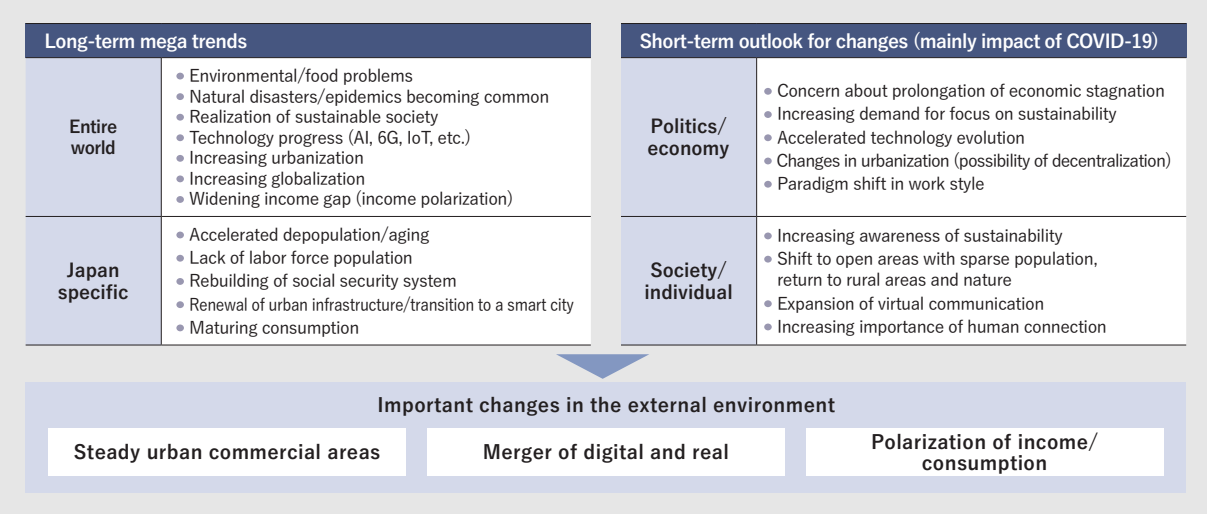 Long-term mega trends
Entire
world
• Environmental/food problems
• Natural disasters/epidemics becoming common
• Realization of sustainable society
• Technology progress (AI, 6G, IoT, etc.)
• Increasing urbanization
• Increasing globalization
• Widening income gap (income polarization)
Japan
specific
• Accelerated depopulation/aging
• Lack of labor force population
• Rebuilding of social security system
• Renewal of urban infrastructure/transition to a smart city
• Maturing consumption
Short-term outlook for changes (mainly impact of COVID-19)
Politics/
economy
• Concern about prolongation of economic stagnation
• Increasing demand for focus on sustainability
• Accelerated technology evolution
• Changes in urbanization (possibility of decentralization)
• Paradigm shift in work style
Society/
individual
• Increasing awareness of sustainability
• Shift to open areas with sparse population,
return to rural areas and nature
• Expansion of virtual communication
• Increasing importance of human connection
Important changes in the external environment
Steady urban commercial areas
Merger of digital and real
Polarization of income/
consumption